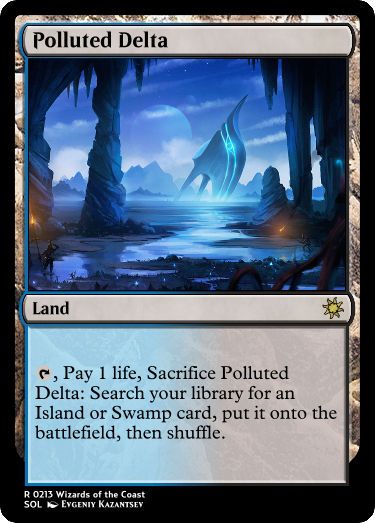 Polluted Delta
Land
, Pay 1 life, Sacrifice Polluted
Delta: Search your library for an
Island or Swamp card, put it onto the
battlefield, then shuffle.
R 0213 Wizards of the Coast
SOL Evgeniy Kazantsev